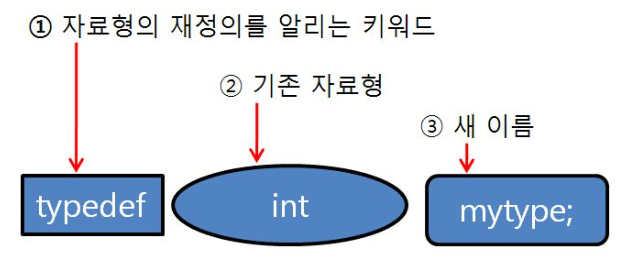 ① 자료형의 재정의를 알리는 키워드
② 기존 자료형
③ 새 이름
typedef int mytype;